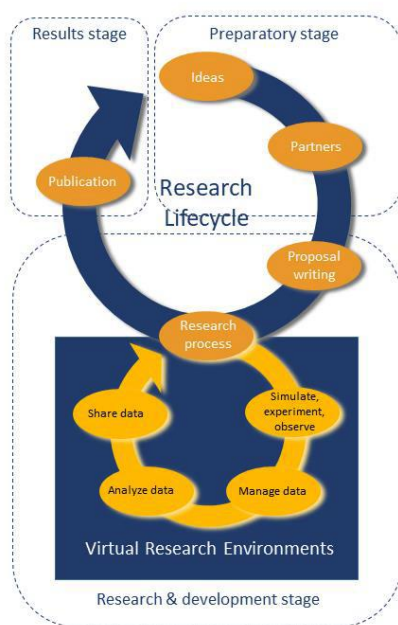 Results stage
Preparatory stage
Ideas
Partners
Publication
Research
Lifecycle
Proposal
writing
Research
process
Simulate,
experiment,
observe
Share data
Analyze data
Manage data
Virtual Research Environments
Research & development stage